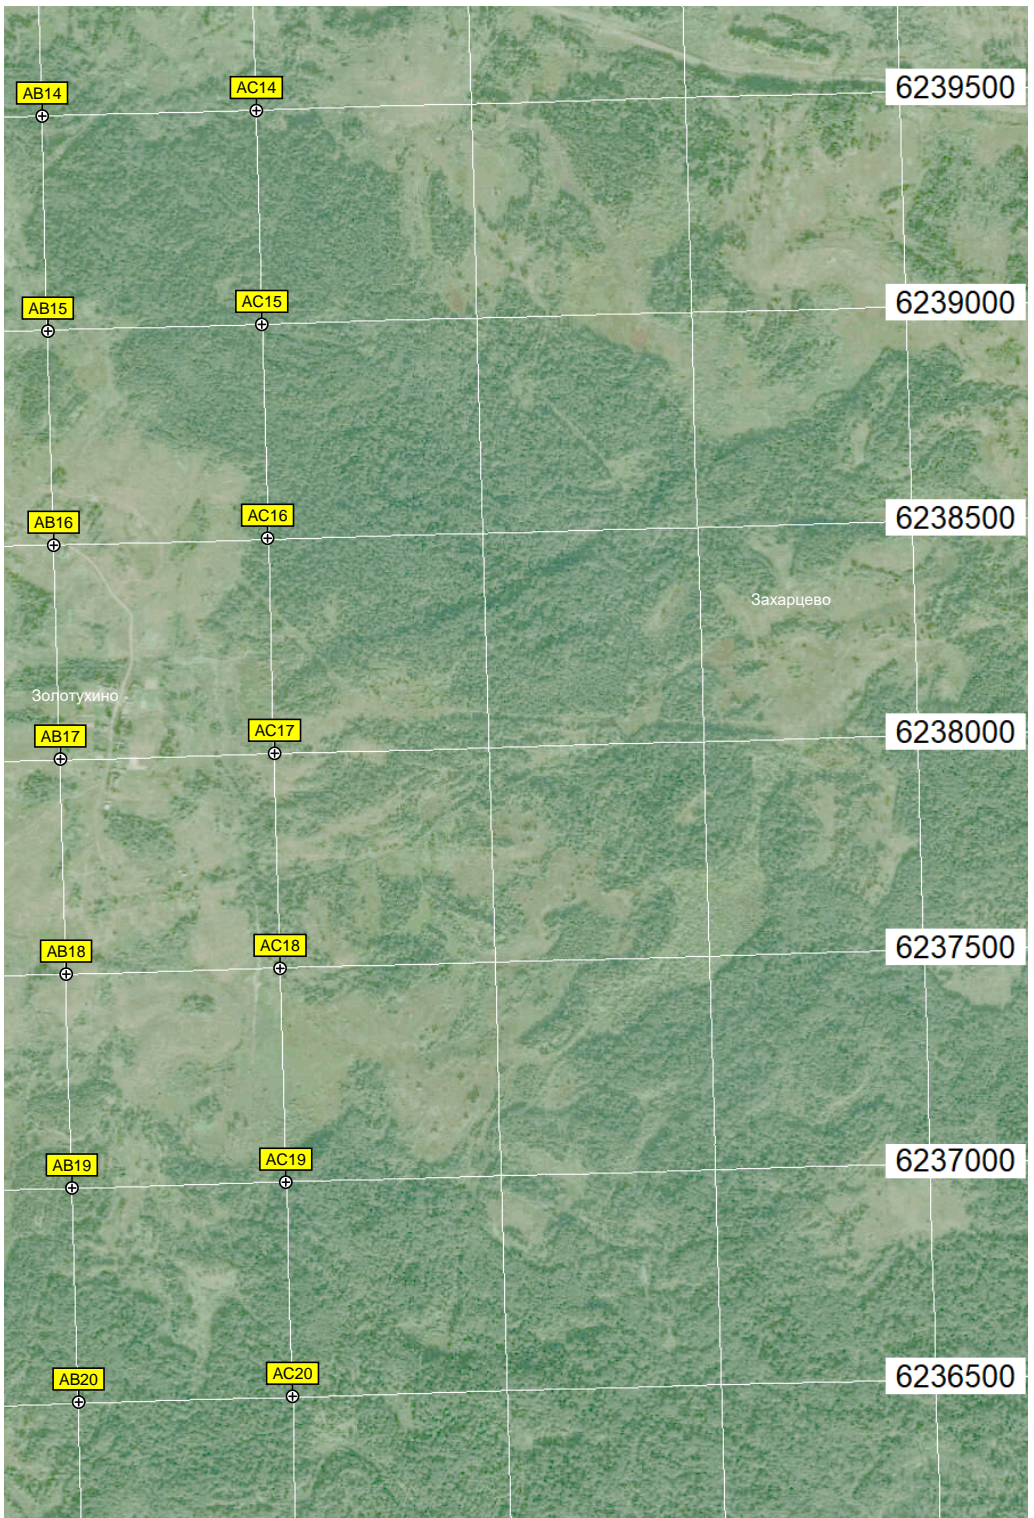 AB14 AC14 6239500
AB15 AC15 6239000
AB16 AC16 6238500
Захарцево
Золотухино
AB17 AC17 6238000
AB18 AC18 6237500
AB19 AC19 6237000
AB20 AC20 6236500